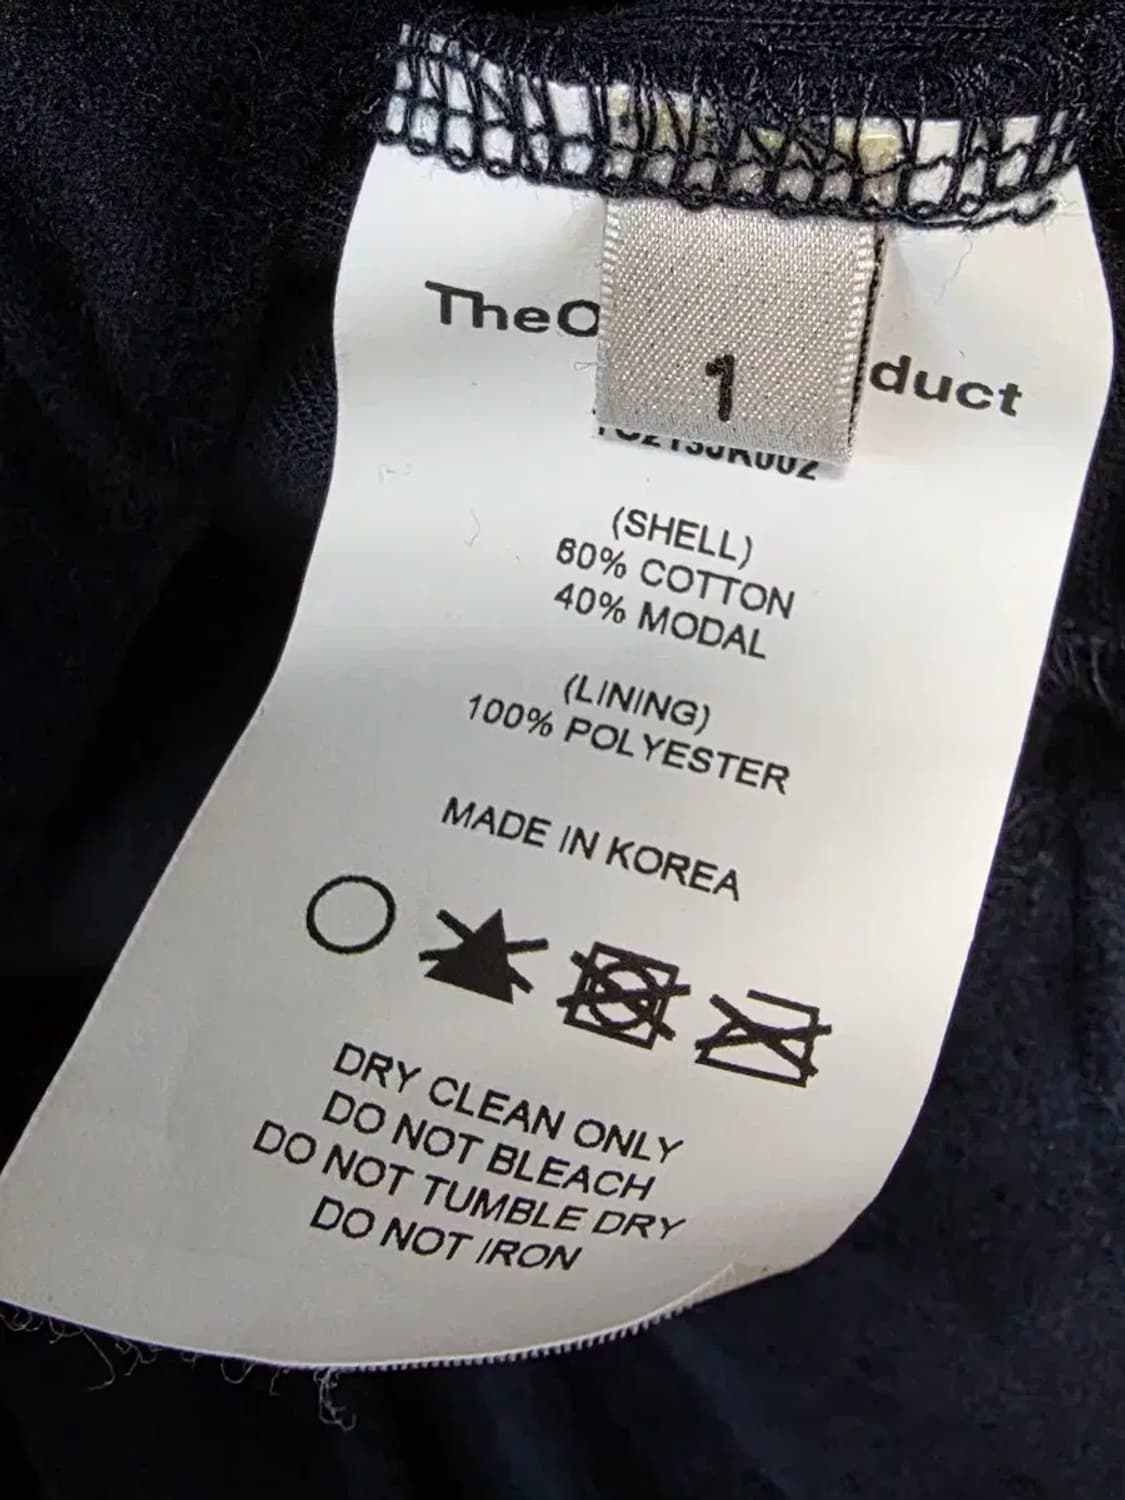 TheO duct
1
(SHELL)
60% COTTON
40% MODAL
(LINING)
100% POLYESTER
MADE IN KOREA
DRY CLEAN ONLY
DO NOT BLEACH
DO NOT TUMBLE DRY
DO NOT IRON